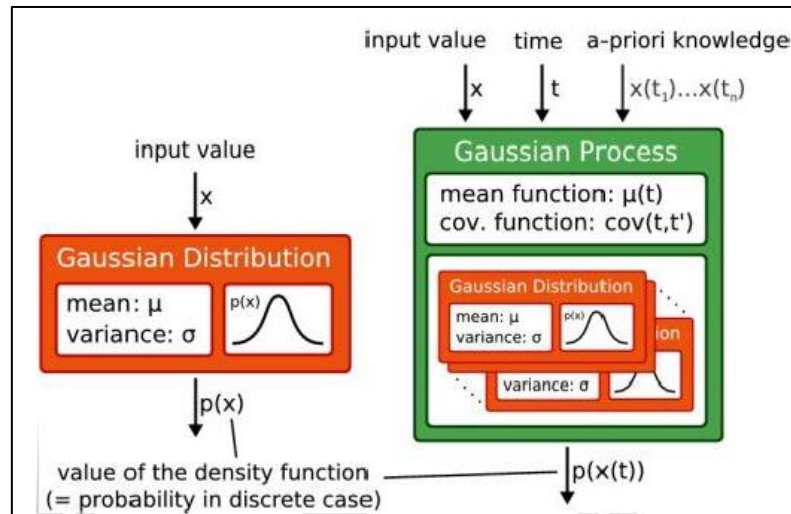 input value
x
Gaussian Distribution
mean: μ
variance: σ
p(x)
p(x)
value of the density function
(= probability in discrete case)
input value time a-priori knowledge
x t x(t₁)...x(tₙ)
Gaussian Process
mean function: μ(t)
cov. function: cov(t,t')
Gaussian Distribution
mean: μ
variance: σ
p(x)
ion
variance: σ
p(x(t))